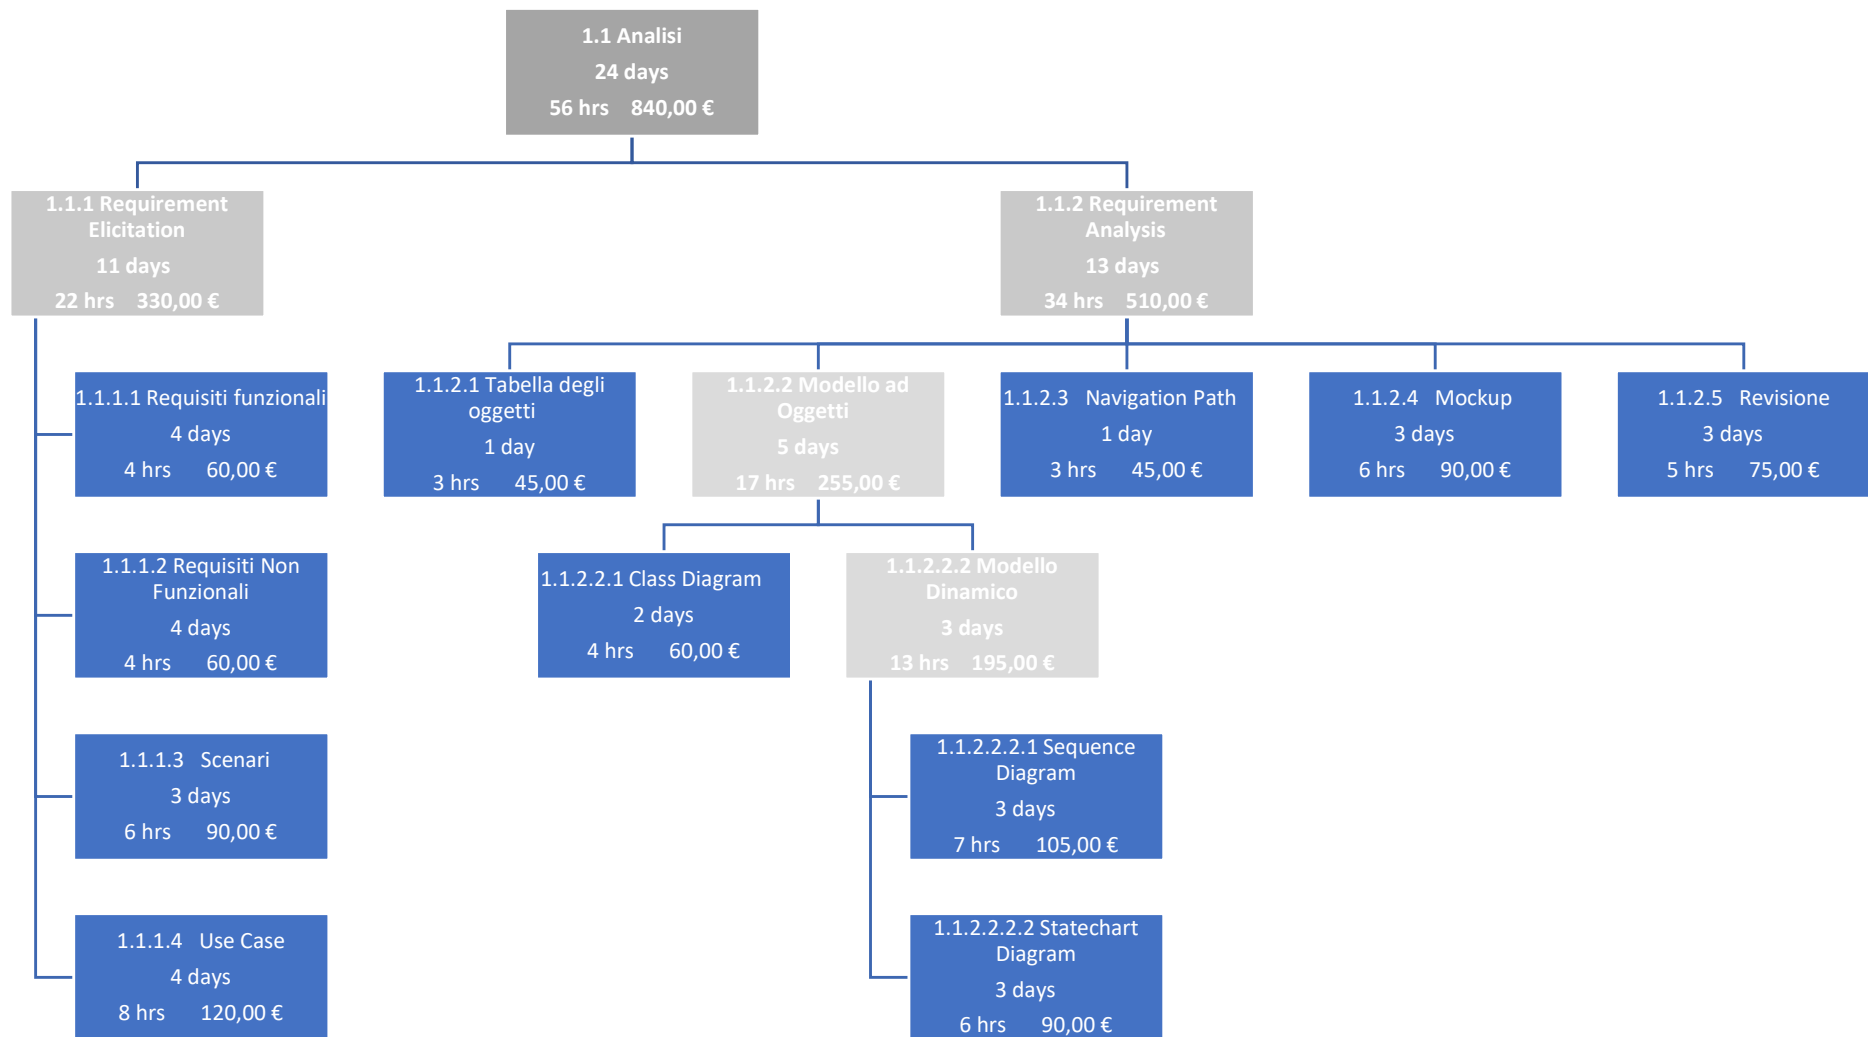 1.1 Analisi
24 days
56 hrs 840,00 €
1.1.1 Requirement
Elicitation
11 days
22 hrs 330,00 €
1.1.2 Requirement
Analysis
13 days
34 hrs 510,00 €
1.1.1.1 Requisiti funzionali
4 days
4 hrs 60,00 €
1.1.2.1 Tabella degli
oggetti
1 day
3 hrs 45,00 €
1.1.2.2 Modello ad
Oggetti
5 days
17 hrs 255,00 €
1.1.2.3 Navigation Path
1 day
3 hrs 45,00 €
1.1.2.4 Mockup
3 days
6 hrs 90,00 €
1.1.2.5 Revisione
3 days
5 hrs 75,00 €
1.1.1.2 Requisiti Non
Funzionali
4 days
4 hrs 60,00 €
1.1.2.2.1 Class Diagram
2 days
4 hrs 60,00 €
1.1.2.2.2 Modello
Dinamico
3 days
13 hrs 195,00 €
1.1.1.3 Scenari
3 days
6 hrs 90,00 €
1.1.2.2.2.1 Sequence
Diagram
3 days
7 hrs 105,00 €
1.1.1.4 Use Case
4 days
8 hrs 120,00 €
1.1.2.2.2.2 Statechart
Diagram
3 days
6 hrs 90,00 €